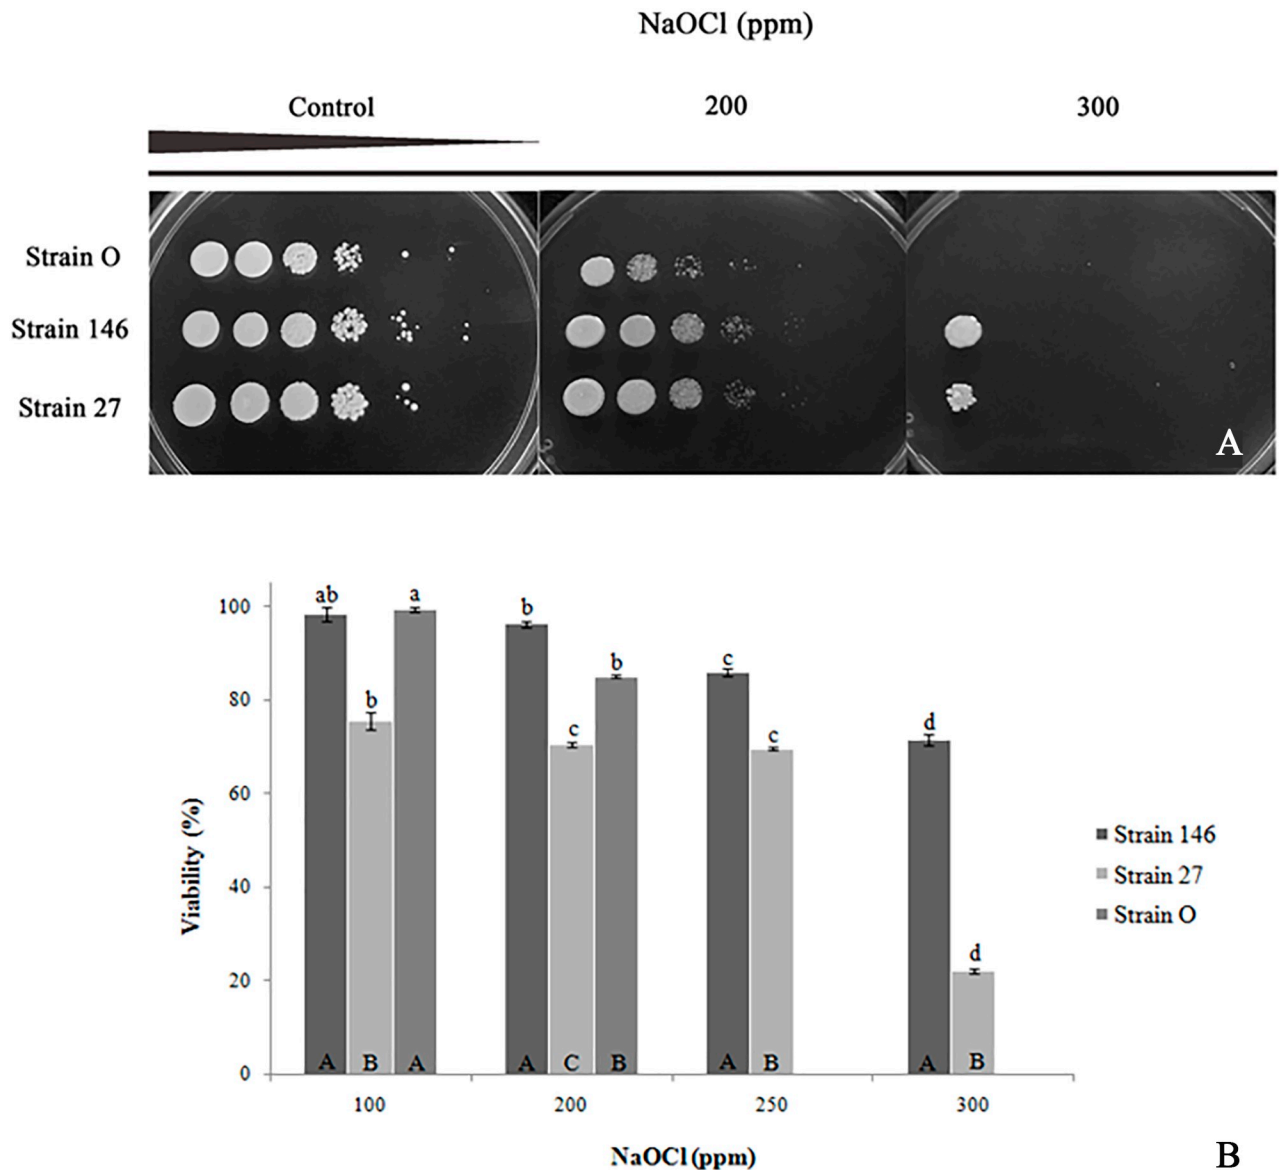 NaOCl (ppm)
Control 200 300
Strain O
Strain 146
Strain 27
A
ab a b b c c c d d b
100
80
60
40
20
0
Viability (%)
A B A A C B A B A B
100 200 250 300
NaOCl (ppm)
Strain 146
Strain 27
Strain O
B